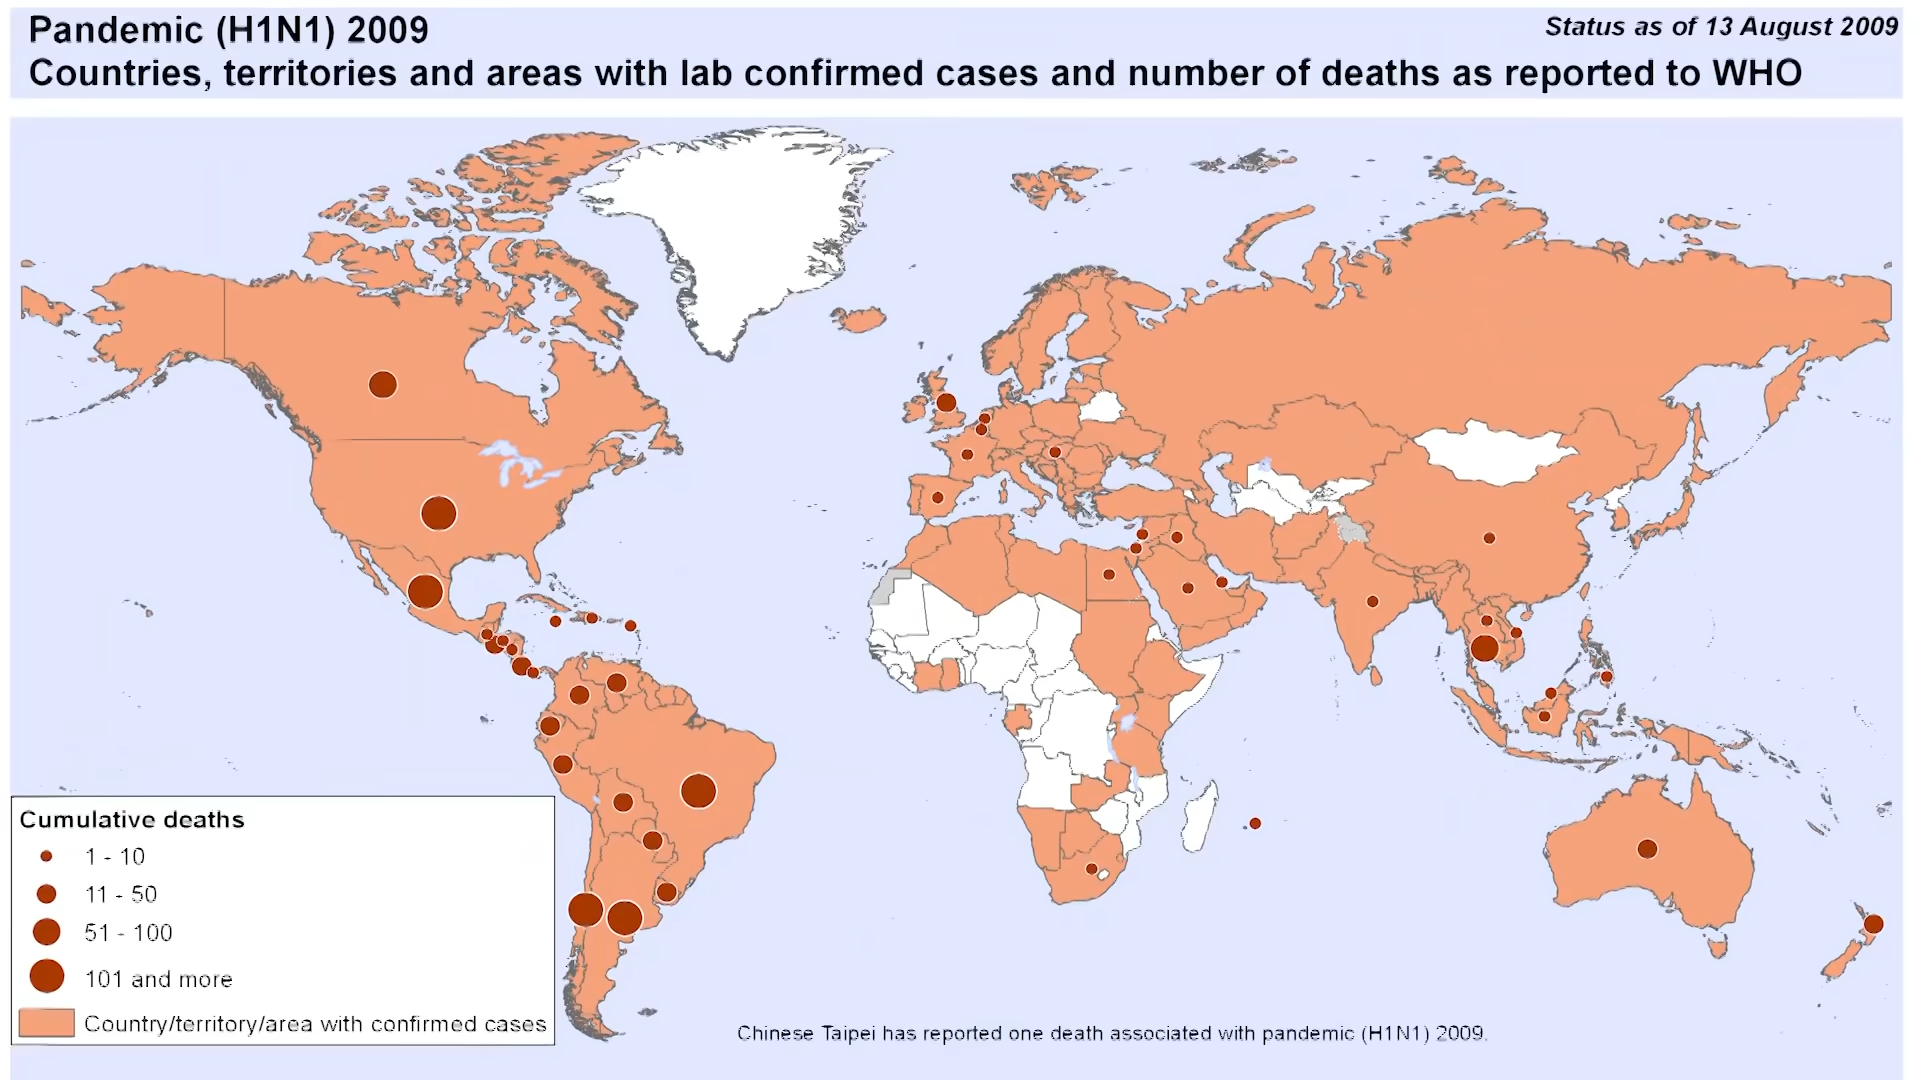 Pandemic (H1N1) 2009
Status as of 13 August 2009
Countries, territories and areas with lab confirmed cases and number of deaths as reported to WHO
Cumulative deaths
1 - 10
11 - 50
51 - 100
101 and more
Country/territory/area with confirmed cases
Chinese Taipei has reported one death associated with pandemic (H1N1) 2009.